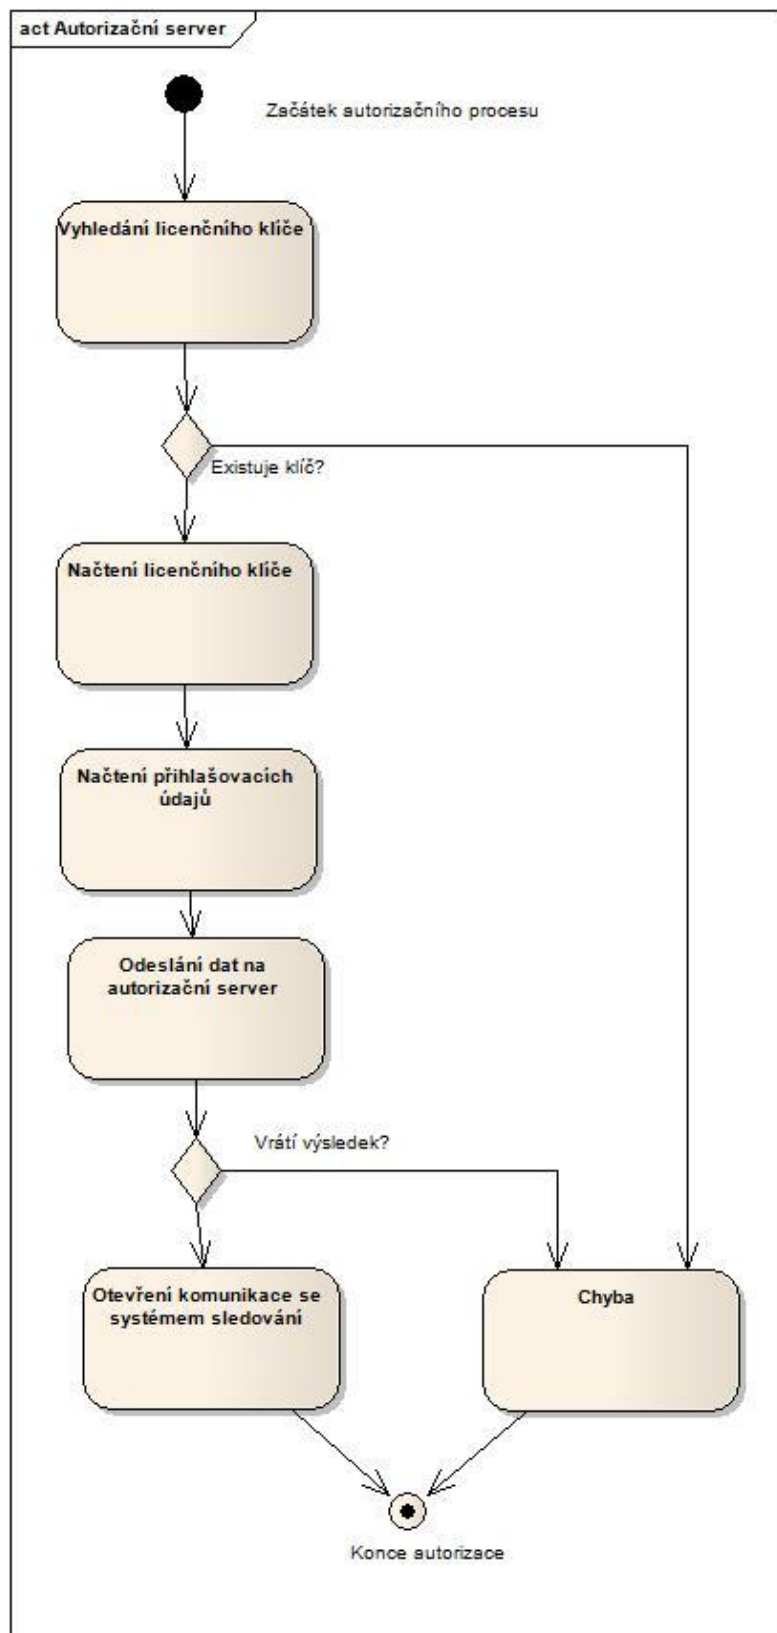 act Autorizační server
Začátek autorizačního procesu
Vyhledání licenčního klíče
Existuje klíč?
Načtení licenčního klíče
Načtení přihlašovacích
údajů
Odeslání dat na
autorizační server
Vrátí výsledek?
Otevření komunikace se
systémem sledování
Chyba
Konce autorizace